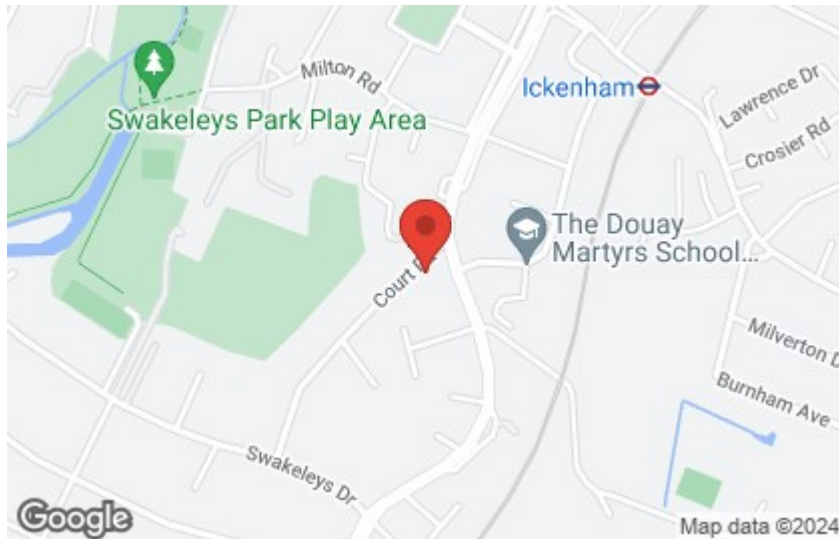 Milton Rd
Ickenham
Lawrence Dr
Swakeleys Park Play Area
Crosier Rd
The Douay
Martyrs School...
Court
Milverton D
Burnham Ave
Swakeleys Dr
Google
Map data ©2024